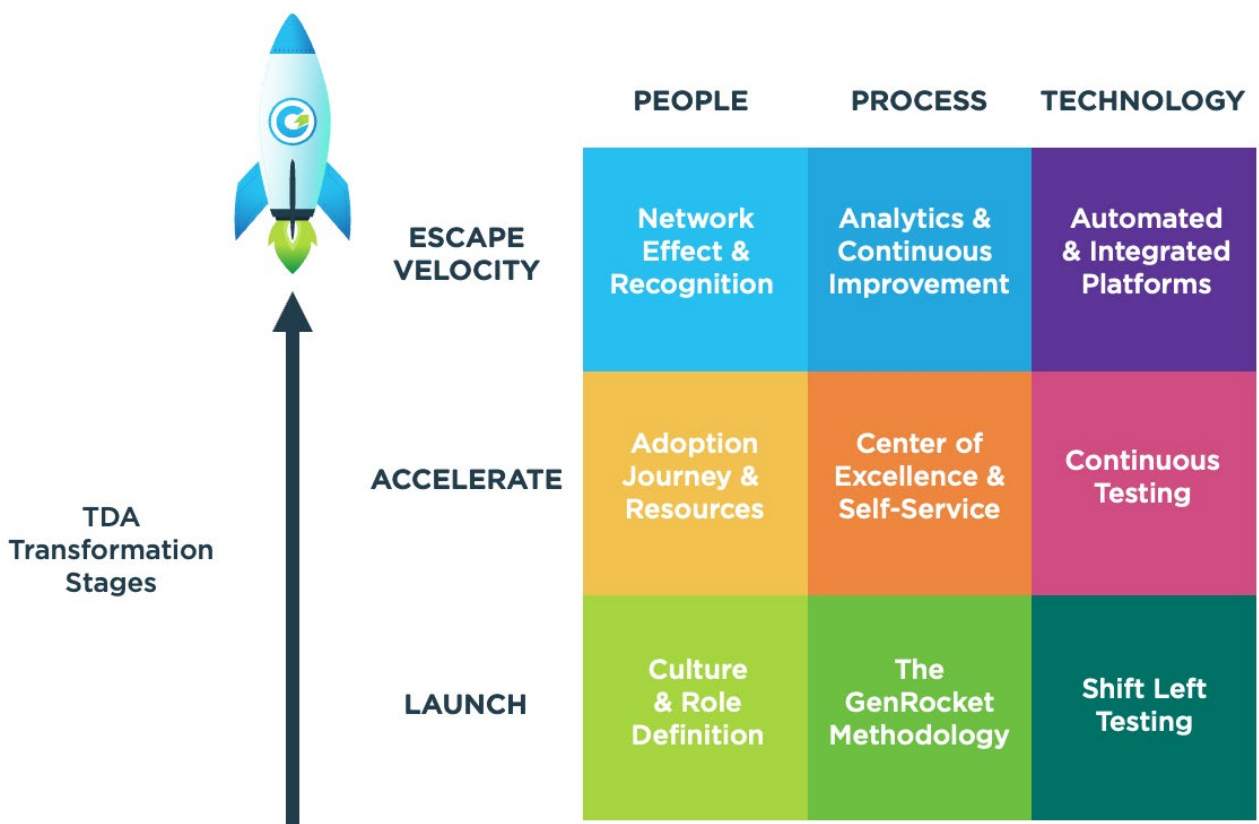 PEOPLE PROCESS TECHNOLOGY
ESCAPE
VELOCITY
Network
Effect &
Recognition
Analytics &
Continuous
Improvement
Automated
& Integrated
Platforms
TDA
Transformation
Stages
ACCELERATE
Adoption
Journey &
Resources
Center of
Excellence &
Self-Service
Continuous
Testing
LAUNCH
Culture
& Role
Definition
The
GenRocket
Methodology
Shift Left
Testing